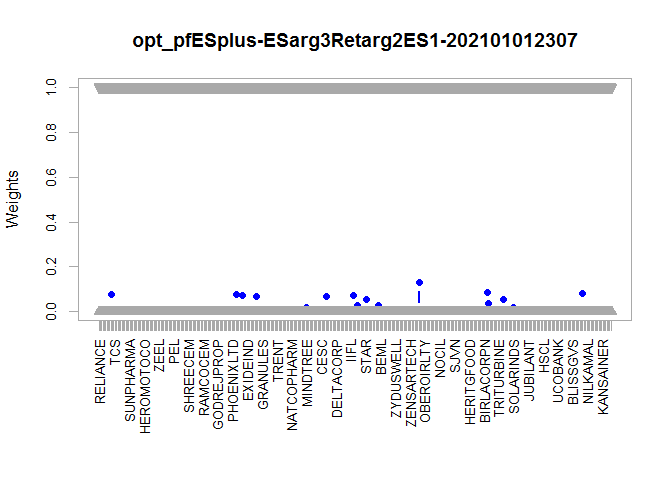 opt_pfESplus-ESarg3Retarg2ES1-202101012307
Weights
1.0
0.8
0.6
0.4
0.2
0.0
RELIANCE
TCS
SUNPHARMA
HEROMOTOCO
ZEEL
PEL
SHREECEM
RAMCOCEM
GODREJPROP
PHOENIXLTD
EXIDEIND
GRANULES
TRENT
NATCOPHARM
MINDTREE
CESC
DELTACORP
IIFL
STAR
BEML
ZYDUSWELL
ZENSARTECH
OBEROIRLTY
NOCIL
SJVN
HERITGFOOD
BIRLACORPN
TRITURBINE
SOLARINDS
JUBILANT
HSCL
UCOBANK
BLISSGVS
NILKAMAL
KANSAINER